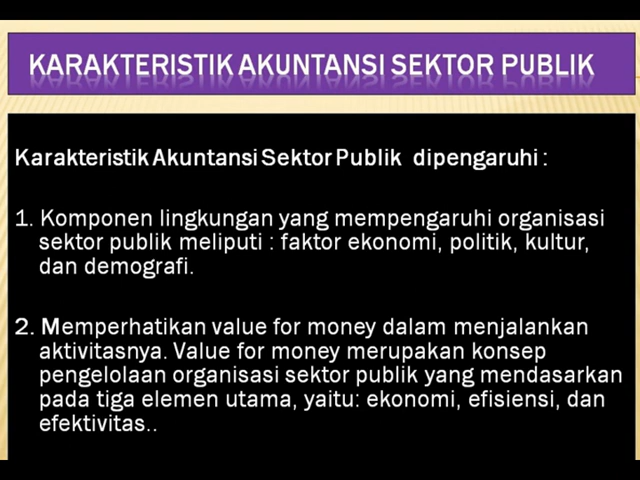 KARAKTERISTIK AKUNTANSI SEKTOR PUBLIK
Karakteristik Akuntansi Sektor Publik dipengaruhi :
1. Komponen lingkungan yang mempengaruhi organisasi
sektor publik meliputi : faktor ekonomi, politik, kultur,
dan demografi.
2. Memperhatikan value for money dalam menjalankan
aktivitasnya. Value for money merupakan konsep
pengelolaan organisasi sektor publik yang mendasarkan
pada tiga elemen utama, yaitu: ekonomi, efisiensi, dan
efektivitas..